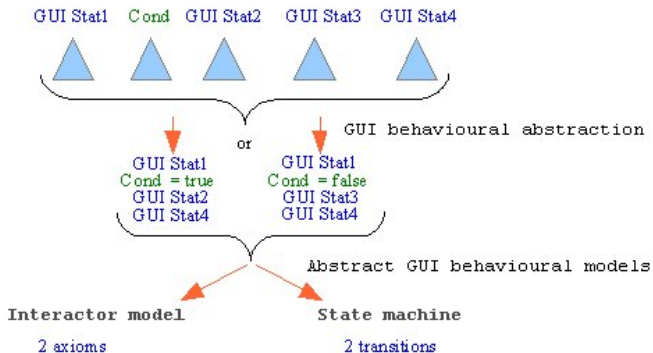 GUI Stat1 Cond GUI Stat2 GUI Stat3 GUI Stat4
GUI behavioural abstraction
or
GUI Stat1
Cond = true
GUI Stat2
GUI Stat4
GUI Stat1
Cond = false
GUI Stat3
GUI Stat4
Abstract GUI behavioural models
Interactor model
2 axioms
State machine
2 transitions